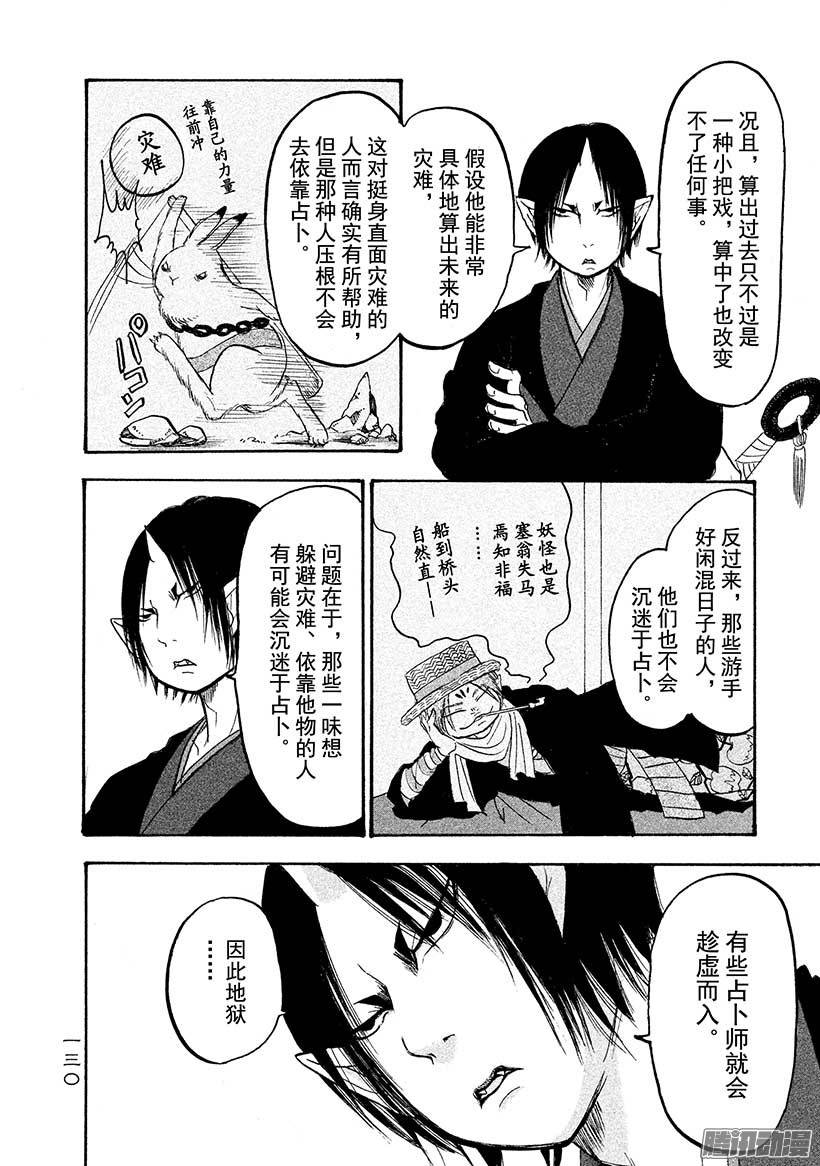 况且，算出过去只不过是
一种小把戏，算中了也改变
不了任何事。
假设他能非常
具体地算出未来的
灾难，
这对挺身直面灾难的
人而言确实有所帮助，
但是那种人压根不会
去依靠占卜。
靠自己的力量
往前冲
灾难
パコン
反过来，那些游手
好闲混日子的人，
他们也不会
沉迷于占卜。
妖怪也是
塞翁失马
焉知非福
……
船到桥头
自然直——
问题在于，那些一味想
躲避灾难、依靠他物的人
有可能会沉迷于占卜。
有些占卜师就会
趁虚而入。
因此地狱
……
一三〇
腾讯动漫